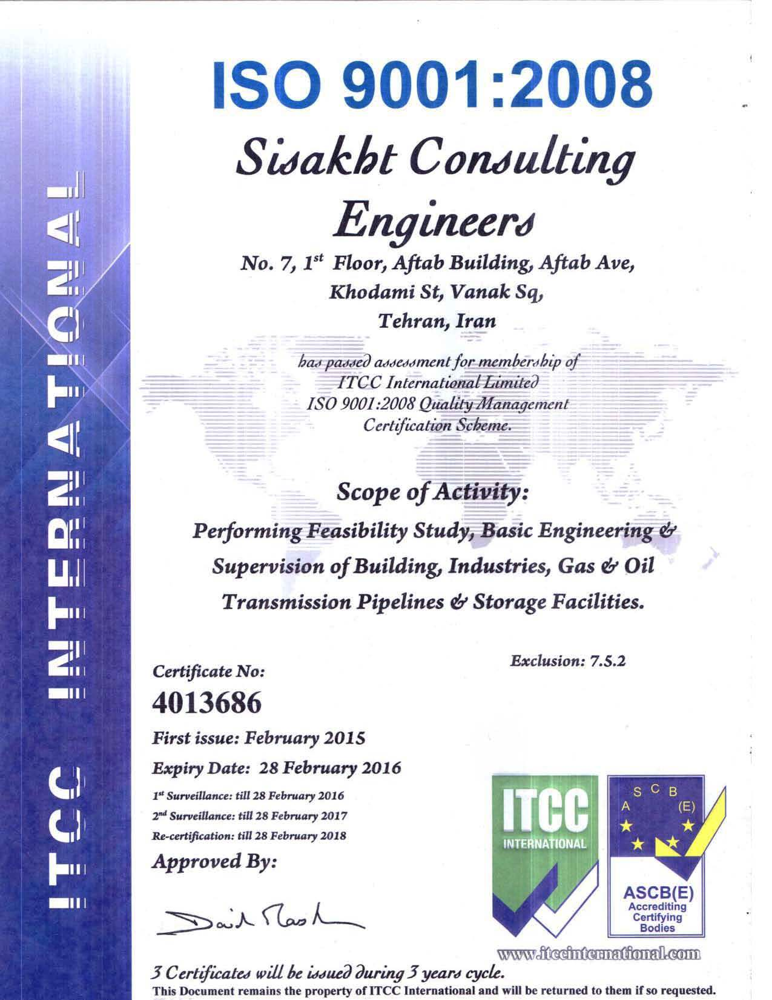 ITCC INTERNATIONAL
ISO 9001:2008
Sisakht Consulting
Engineers
No. 7, 1st Floor, Aftab Building, Aftab Ave,
Khodami St, Vanak Sq,
Tehran, Iran
has passed assessment for membership of
ITCC International Limited
ISO 9001:2008 Quality Management
Certification Scheme.
Scope of Activity:
Performing Feasibility Study, Basic Engineering &
Supervision of Building, Industries, Gas & Oil
Transmission Pipelines & Storage Facilities.
Exclusion: 7.5.2
Certificate No:
4013686
First issue: February 2015
Expiry Date: 28 February 2016
1st Surveillance: till 28 February 2016
2nd Surveillance: till 28 February 2017
Re-certification: till 28 February 2018
Approved By:
ITCC
INTERNATIONAL
A S C B (E)
ASCB(E)
Accrediting
Certifying
Bodies
www.itccinternational.com
3 Certificates will be issued during 3 years cycle.
This Document remains the property of ITCC International and will be returned to them if so requested.